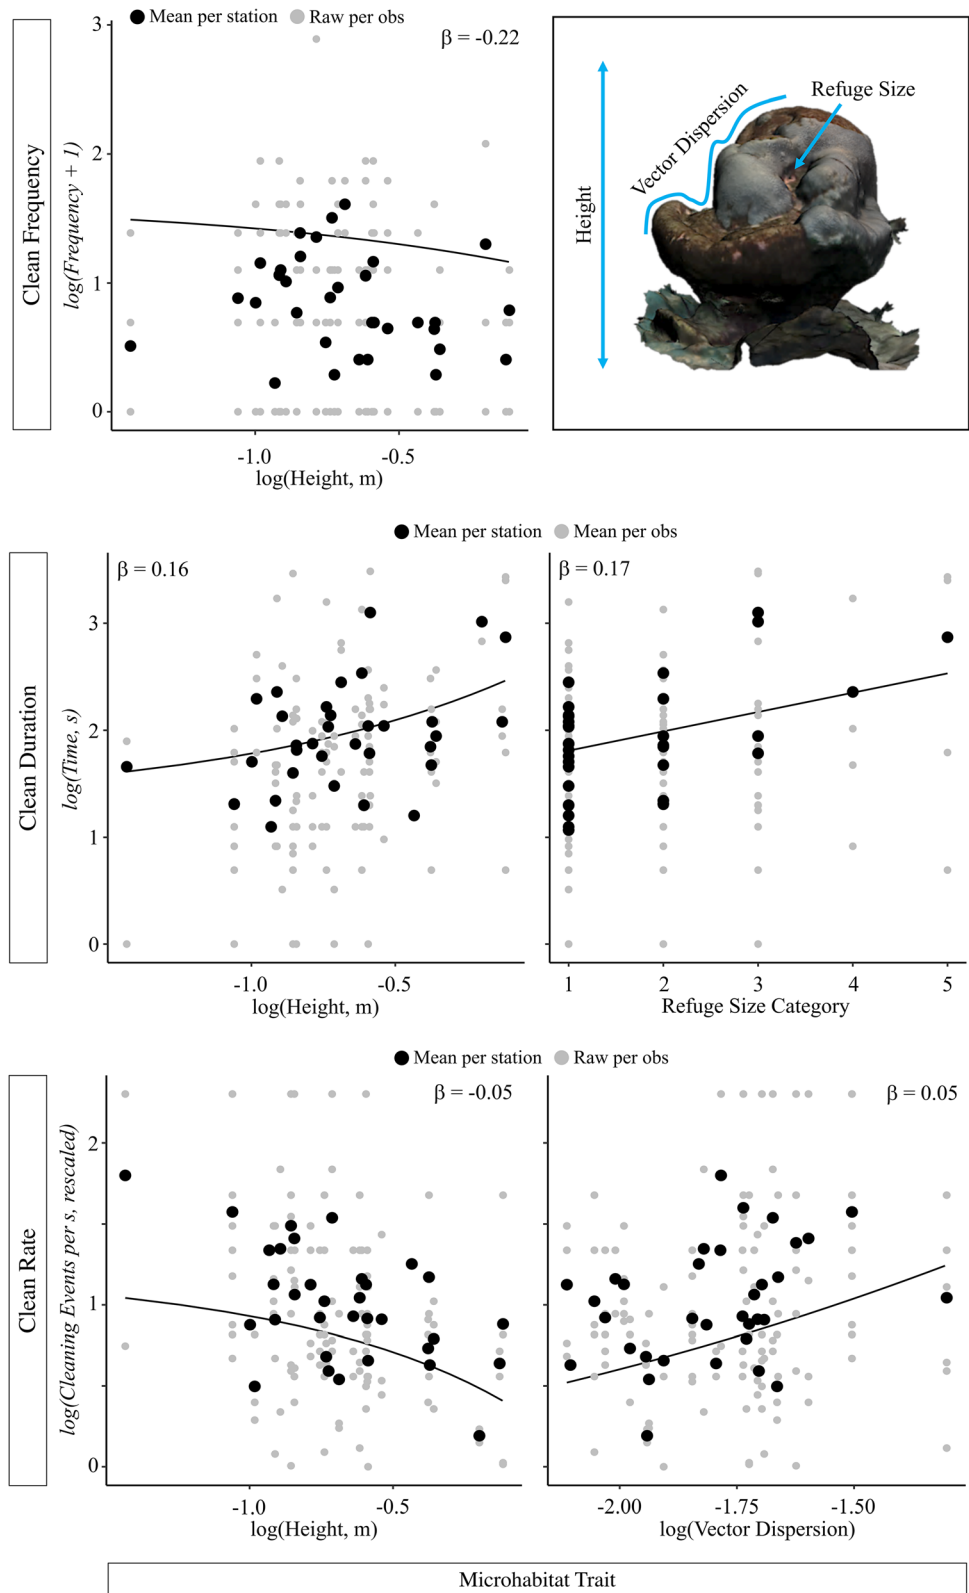 Mean per station Raw per obs
β = -0.22
3
2
1
0
Clean Frequency
log(Frequency + 1)
-1.0 -0.5
log(Height, m)
Height
Vector Dispersion
Refuge Size
Mean per station Mean per obs
β = 0.16
β = 0.17
3
2
1
0
Clean Duration
log(Time, s)
-1.0 -0.5
log(Height, m)
1 2 3 4 5
Refuge Size Category
Mean per station Raw per obs
β = -0.05
β = 0.05
2
1
0
Clean Rate
log(Cleaning Events per s, rescaled)
-1.0 -0.5
log(Height, m)
-2.00 -1.75 -1.50
log(Vector Dispersion)
Microhabitat Trait